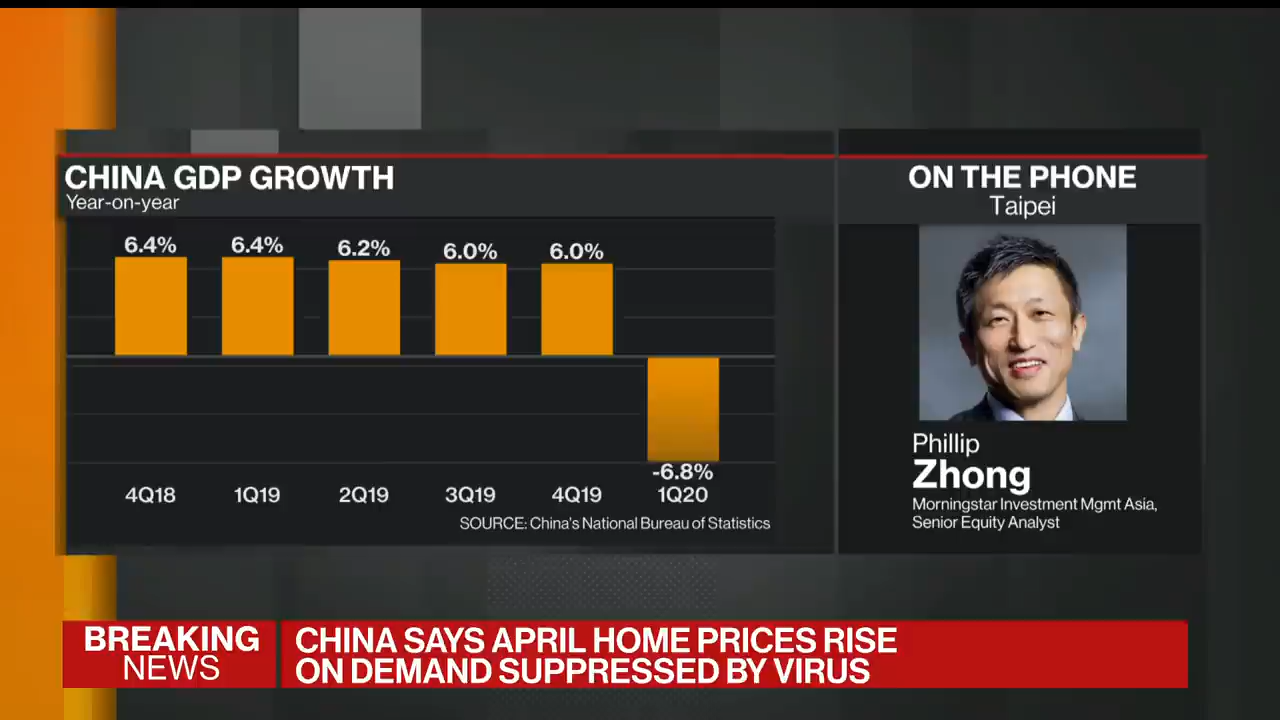 CHINA GDP GROWTH
Year-on-year
6.4% 6.4% 6.2% 6.0% 6.0%
-6.8%
4Q18 1Q19 2Q19 3Q19 4Q19 1Q20
SOURCE: China's National Bureau of Statistics
ON THE PHONE
Taipei
Phillip
Zhong
Morningstar Investment Mgmt Asia,
Senior Equity Analyst
BREAKING
NEWS
CHINA SAYS APRIL HOME PRICES RISE
ON DEMAND SUPPRESSED BY VIRUS